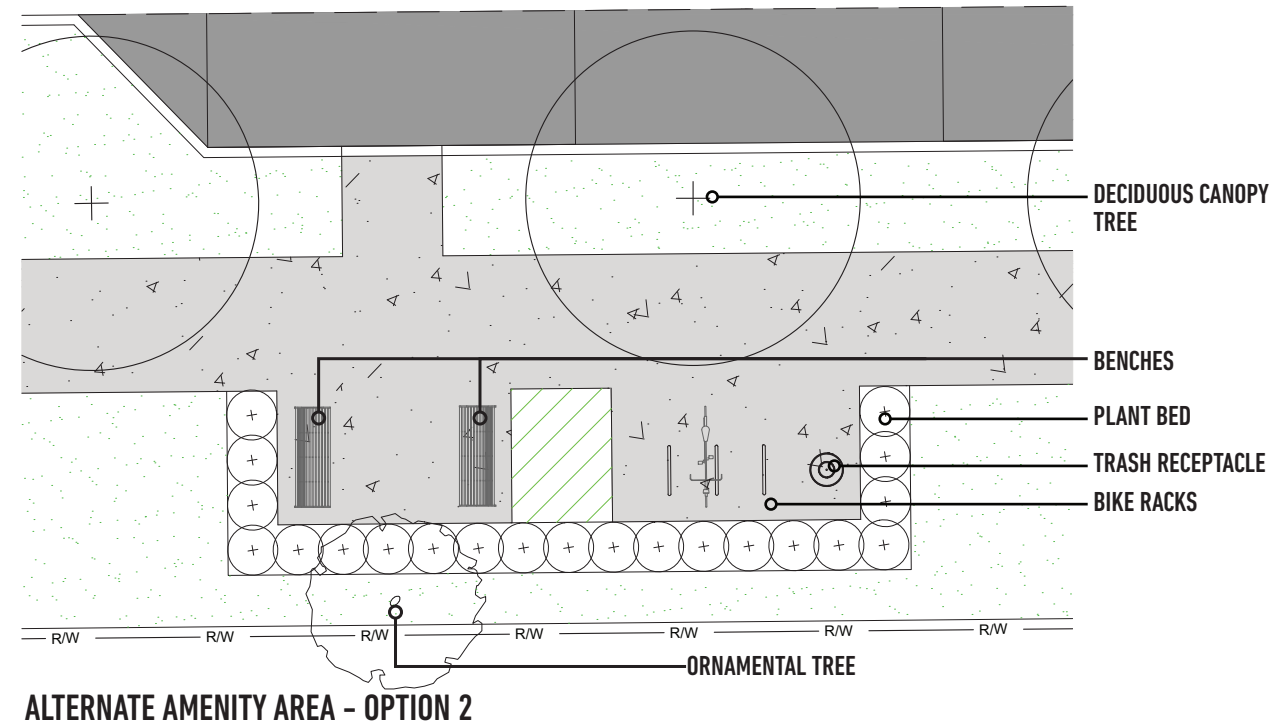 DECIDUOUS CANOPY
TREE
BENCHES
PLANT BED
TRASH RECEPTACLE
BIKE RACKS
R/W R/W R/W R/W R/W R/W R/W
ORNAMENTAL TREE
ALTERNATE AMENITY AREA - OPTION 2